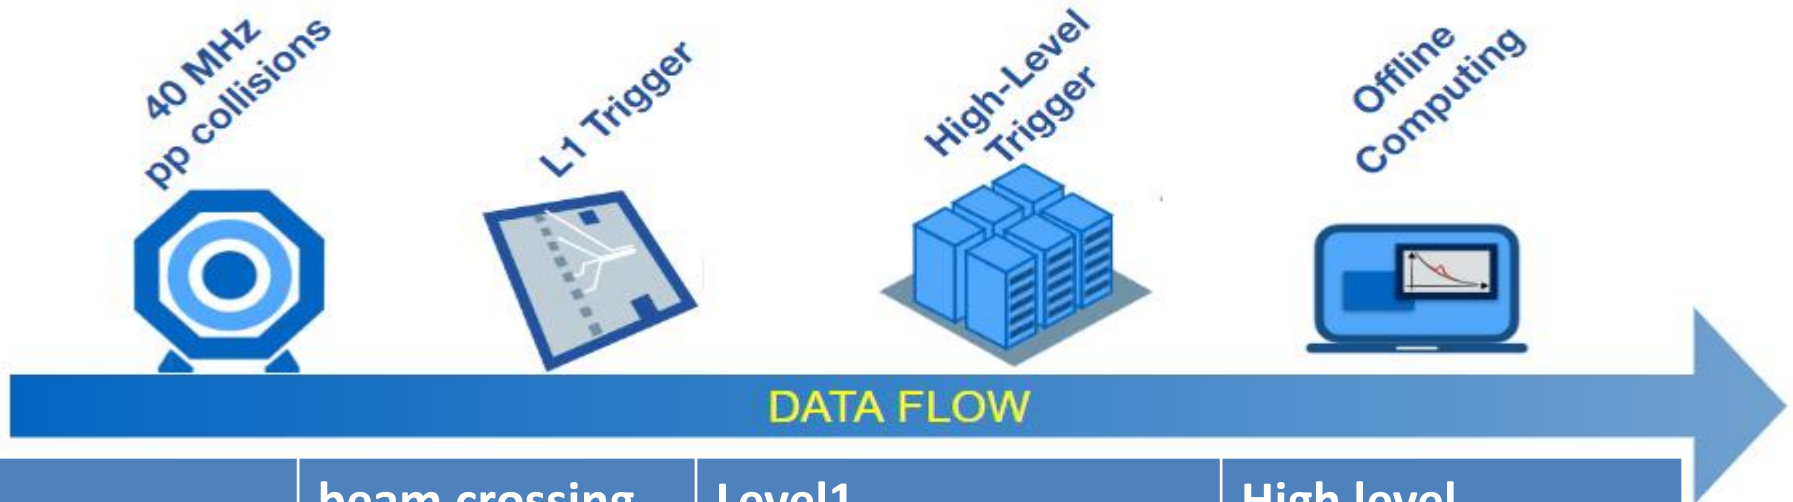 40 MHz
pp collisions
L1 Trigger
High-Level
Trigger
Offline
Computing
DATA FLOW
beam crossing
Level1
High level